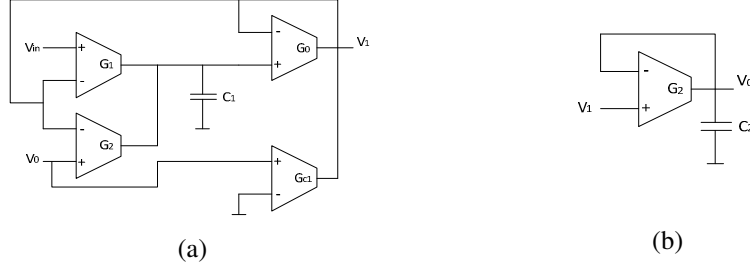 Vin
+
-
G1
-
+
G0
V1
C1
-
+
G2
V0
+
-
Gc1
(a)
-
+
G2
V1
V0
C2
(b)